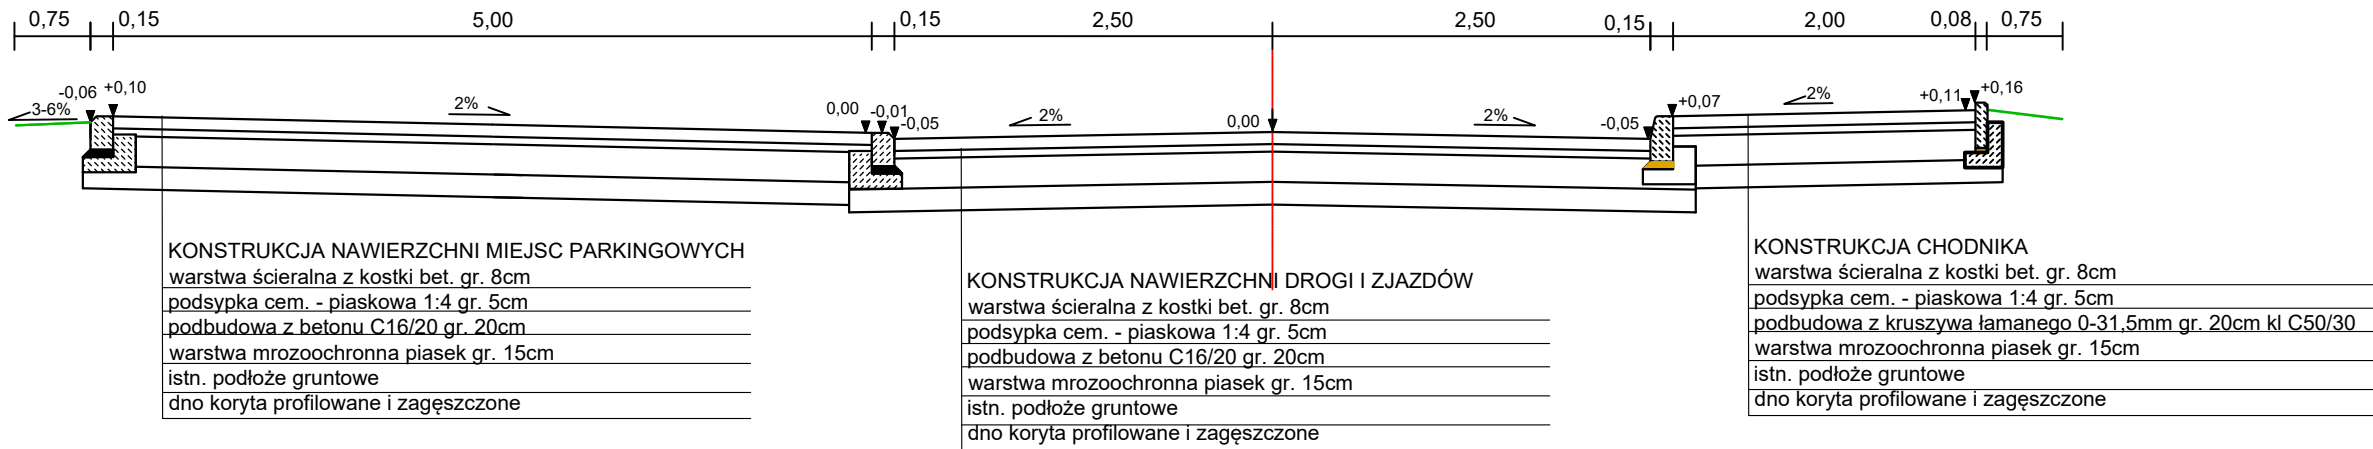 0,75 0,15 5,00 0,15 2,50 2,50 0,15 2,00 0,08 0,75
-0,06 +0,10 0,00 -0,01 -0,05 0,00 -0,05 +0,07 +0,11 +0,16
3-6% 2% 2% 2% 2%
KONSTRUKCJA NAWIERZCHNI MIEJSC PARKINGOWYCH
warstwa ścieralna z kostki bet. gr. 8cm
podsypka cem. - piaskowa 1:4 gr. 5cm
podbudowa z betonu C16/20 gr. 20cm
warstwa mrozoochronna piasek gr. 15cm
istn. podłoże gruntowe
dno koryta profilowane i zagęszczone
KONSTRUKCJA NAWIERZCHNI DROGI I ZJAZDÓW
warstwa ścieralna z kostki bet. gr. 8cm
podsypka cem. - piaskowa 1:4 gr. 5cm
podbudowa z betonu C16/20 gr. 20cm
warstwa mrozoochronna piasek gr. 15cm
istn. podłoże gruntowe
dno koryta profilowane i zagęszczone
KONSTRUKCJA CHODNIKA
warstwa ścieralna z kostki bet. gr. 8cm
podsypka cem. - piaskowa 1:4 gr. 5cm
podbudowa z kruszywa łamanego 0-31,5mm gr. 20cm kl C50/30
warstwa mrozoochronna piasek gr. 15cm
istn. podłoże gruntowe
dno koryta profilowane i zagęszczone